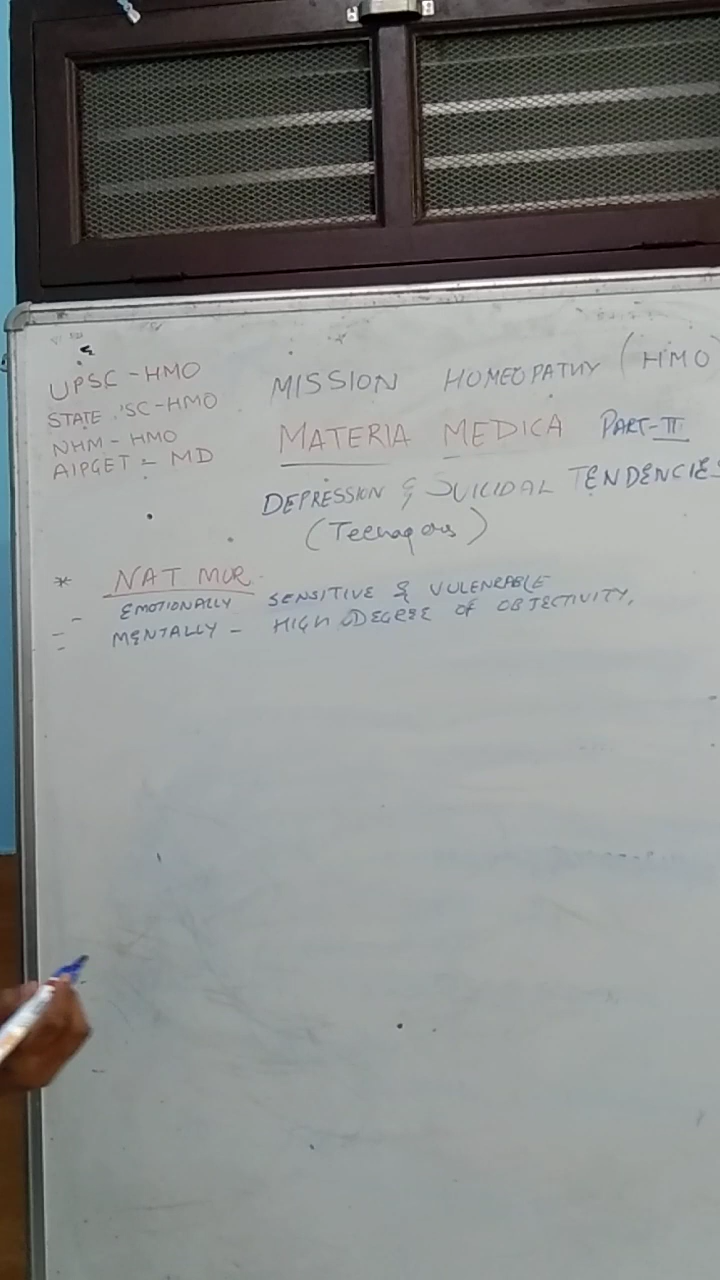 UPSC - HMO
STATE PSC-HMO
NHM - HMO
AIPGET - MD
MISSION HOMEOPATHY (HMO)
MATERIA MEDICA PART-II
DEPRESSION & SUICIDAL TENDENCIES
(Teenagers)
* NAT MUR.
- EMOTIONALLY SENSITIVE & VULENRABLE
- MENTALLY - HIGH DEGREE OF OBJECTIVITY.